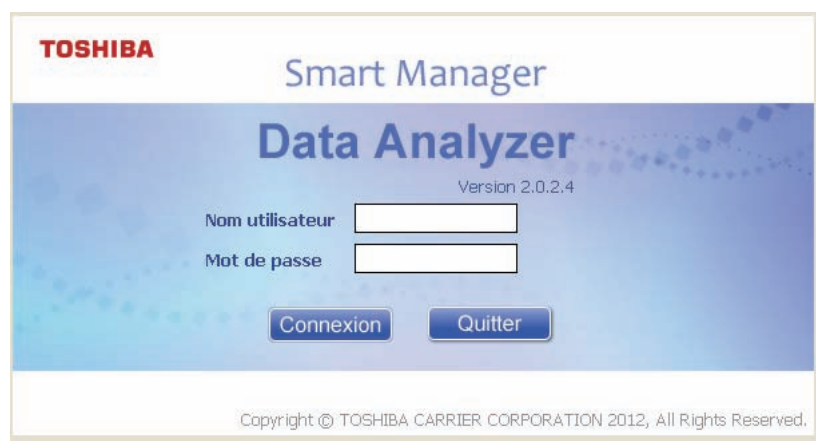 TOSHIBA
Smart Manager
Data Analyzer
Version 2.0.2.4
Nom utilisateur
Mot de passe
Connexion Quitter
Copyright © TOSHIBA CARRIER CORPORATION 2012, All Rights Reserved.